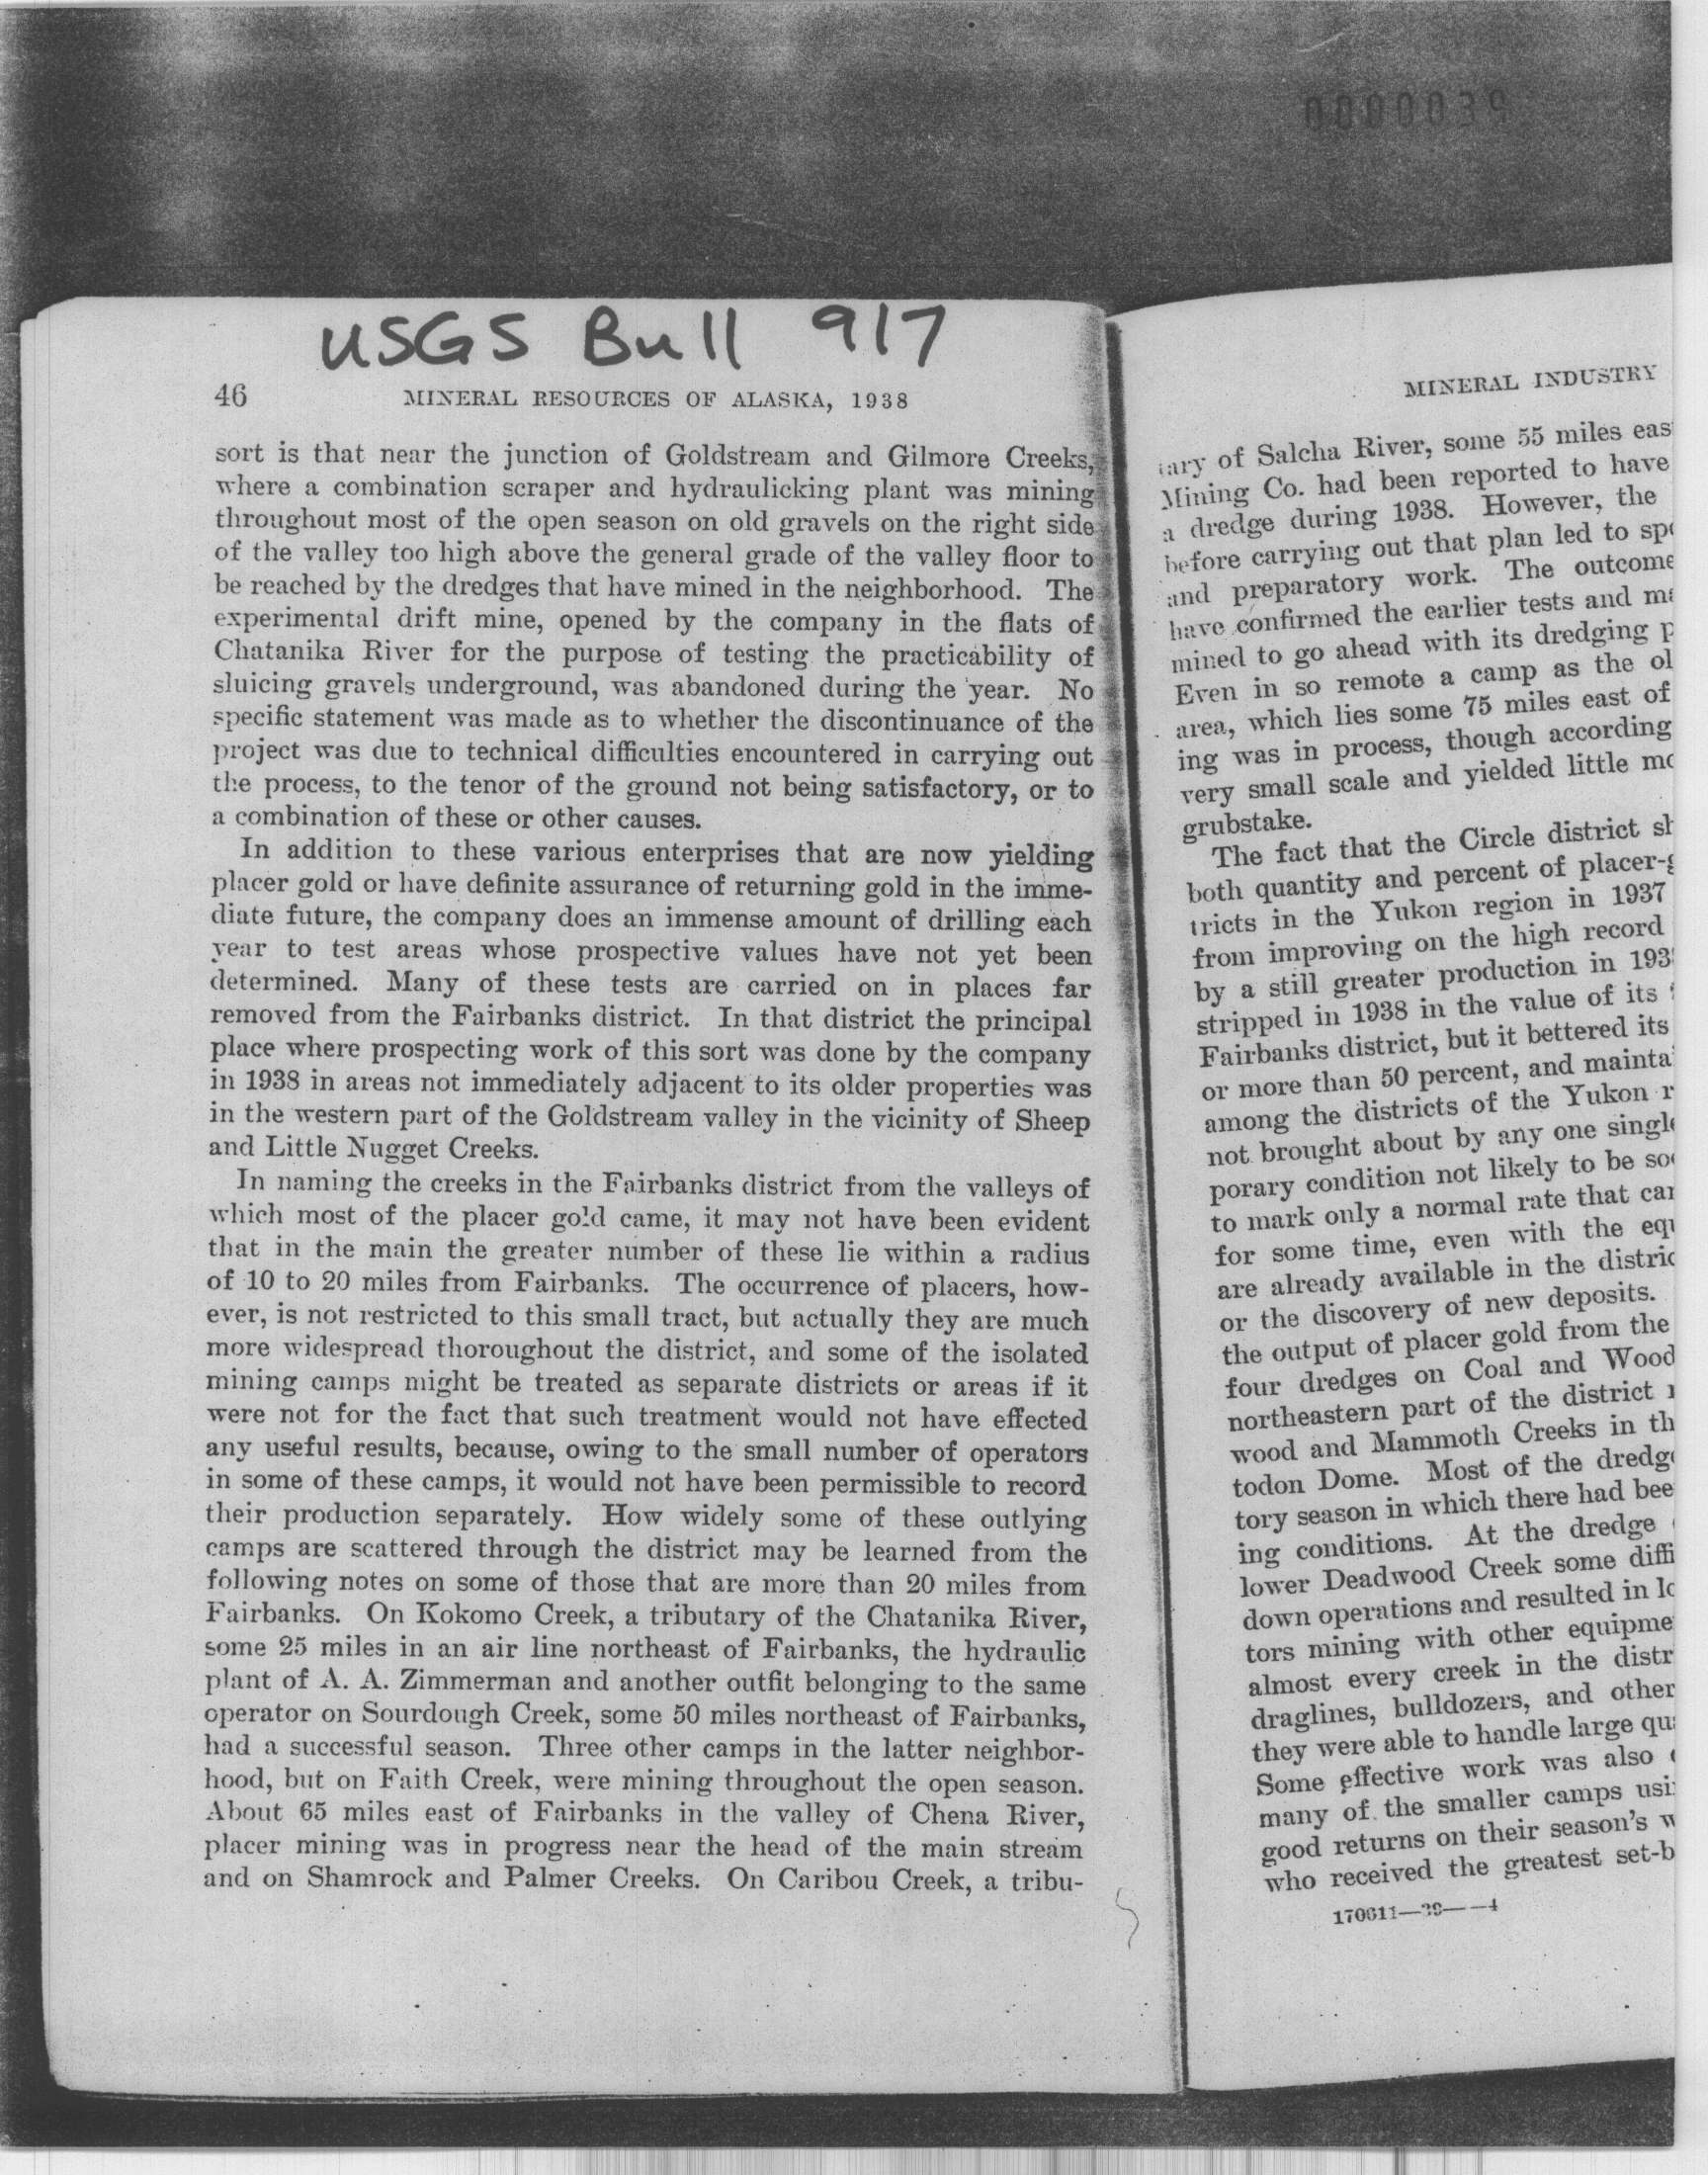 0000039
USGS Bull 917
46 MINERAL RESOURCES OF ALASKA, 1938
sort is that near the junction of Goldstream and Gilmore Creeks,
where a combination scraper and hydraulicking plant was mining
throughout most of the open season on old gravels on the right side
of the valley too high above the general grade of the valley floor to
be reached by the dredges that have mined in the neighborhood. The
experimental drift mine, opened by the company in the flats of
Chatanika River for the purpose of testing the practicability of
sluicing gravels underground, was abandoned during the year. No
specific statement was made as to whether the discontinuance of the
project was due to technical difficulties encountered in carrying out
the process, to the tenor of the ground not being satisfactory, or to
a combination of these or other causes.
In addition to these various enterprises that are now yielding
placer gold or have definite assurance of returning gold in the imme-
diate future, the company does an immense amount of drilling each
year to test areas whose prospective values have not yet been
determined. Many of these tests are carried on in places far
removed from the Fairbanks district. In that district the principal
place where prospecting work of this sort was done by the company
in 1938 in areas not immediately adjacent to its older properties was
in the western part of the Goldstream valley in the vicinity of Sheep
and Little Nugget Creeks.
In naming the creeks in the Fairbanks district from the valleys of
which most of the placer gold came, it may not have been evident
that in the main the greater number of these lie within a radius
of 10 to 20 miles from Fairbanks. The occurrence of placers, how-
ever, is not restricted to this small tract, but actually they are much
more widespread thoroughout the district, and some of the isolated
mining camps might be treated as separate districts or areas if it
were not for the fact that such treatment would not have effected
any useful results, because, owing to the small number of operators
in some of these camps, it would not have been permissible to record
their production separately. How widely some of these outlying
camps are scattered through the district may be learned from the
following notes on some of those that are more than 20 miles from
Fairbanks. On Kokomo Creek, a tributary of the Chatanika River,
some 25 miles in an air line northeast of Fairbanks, the hydraulic
plant of A. A. Zimmerman and another outfit belonging to the same
operator on Sourdough Creek, some 50 miles northeast of Fairbanks,
had a successful season. Three other camps in the latter neighbor-
hood, but on Faith Creek, were mining throughout the open season.
About 65 miles east of Fairbanks in the valley of Chena River,
placer mining was in progress near the head of the main stream
and on Shamrock and Palmer Creeks. On Caribou Creek, a tribu-
MINERAL INDUSTRY
tary of Salcha River, some 55 miles eas
Mining Co. had been reported to have
a dredge during 1938. However, the
before carrying out that plan led to sp
and preparatory work. The outcome
have confirmed the earlier tests and m
mined to go ahead with its dredging p
Even in so remote a camp as the ol
area, which lies some 75 miles east of
ing was in process, though according
very small scale and yielded little mo
grubstake.
The fact that the Circle district sh
both quantity and percent of placer-g
tricts in the Yukon region in 1937
from improving on the high record
by a still greater production in 193
stripped in 1938 in the value of its
Fairbanks district, but it bettered its
or more than 50 percent, and mainta
among the districts of the Yukon r
not brought about by any one single
porary condition not likely to be so
to mark only a normal rate that can
for some time, even with the equ
are already available in the distric
or the discovery of new deposits.
the output of placer gold from the
four dredges on Coal and Wood
northeastern part of the district
wood and Mammoth Creeks in th
todon Dome. Most of the dredg
tory season in which there had bee
ing conditions. At the dredge
lower Deadwood Creek some diffi
down operations and resulted in lo
tors mining with other equipme
almost every creek in the distr
draglines, bulldozers, and other
they were able to handle large qu
Some effective work was also
many of the smaller camps usi
good returns on their season's w
who received the greatest set-b
170611—39——4